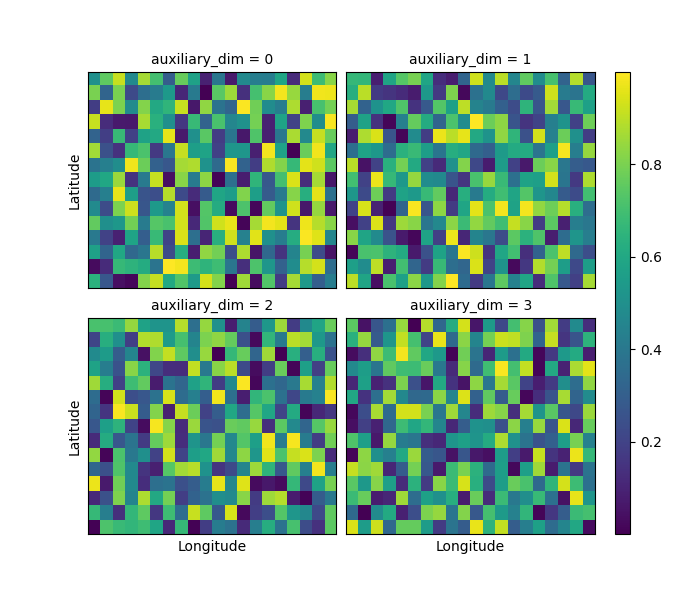 auxiliary_dim = 0
auxiliary_dim = 1
Latitude
0.8
0.6
auxiliary_dim = 2
auxiliary_dim = 3
0.4
Latitude
0.2
Longitude
Longitude